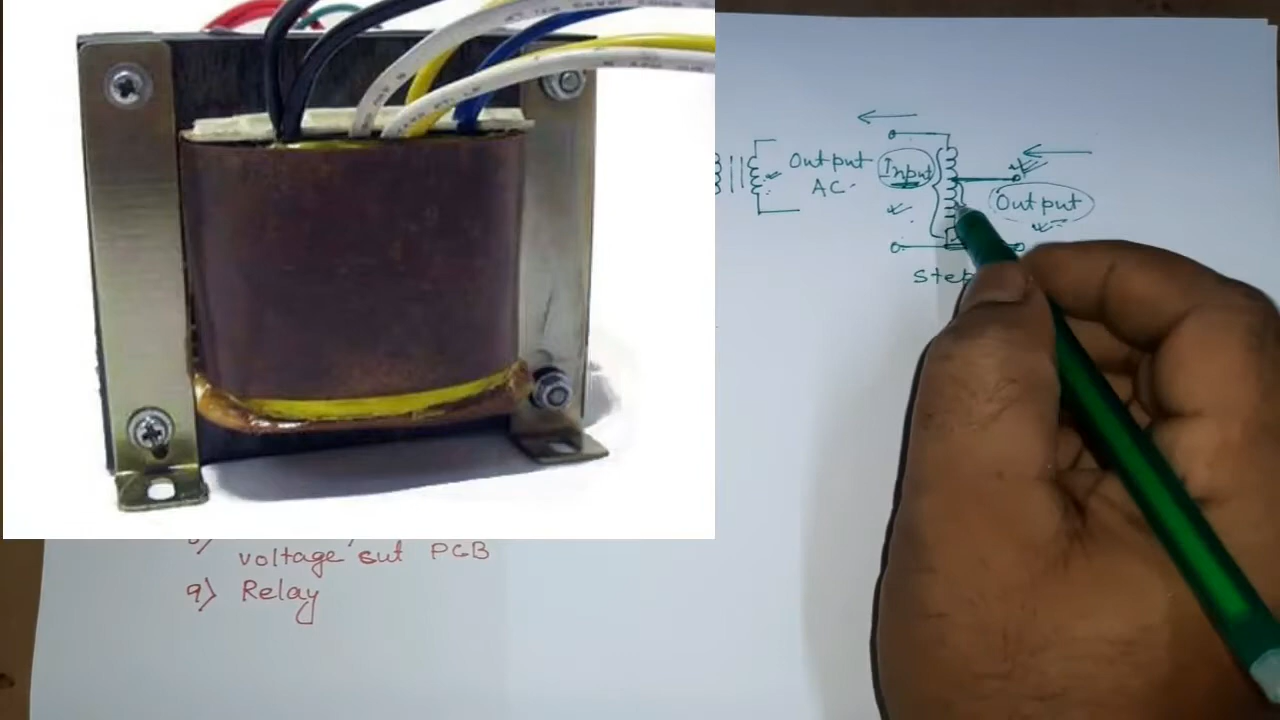 Output
AC
Input
Output
Step
voltage cut PCB
9) Relay